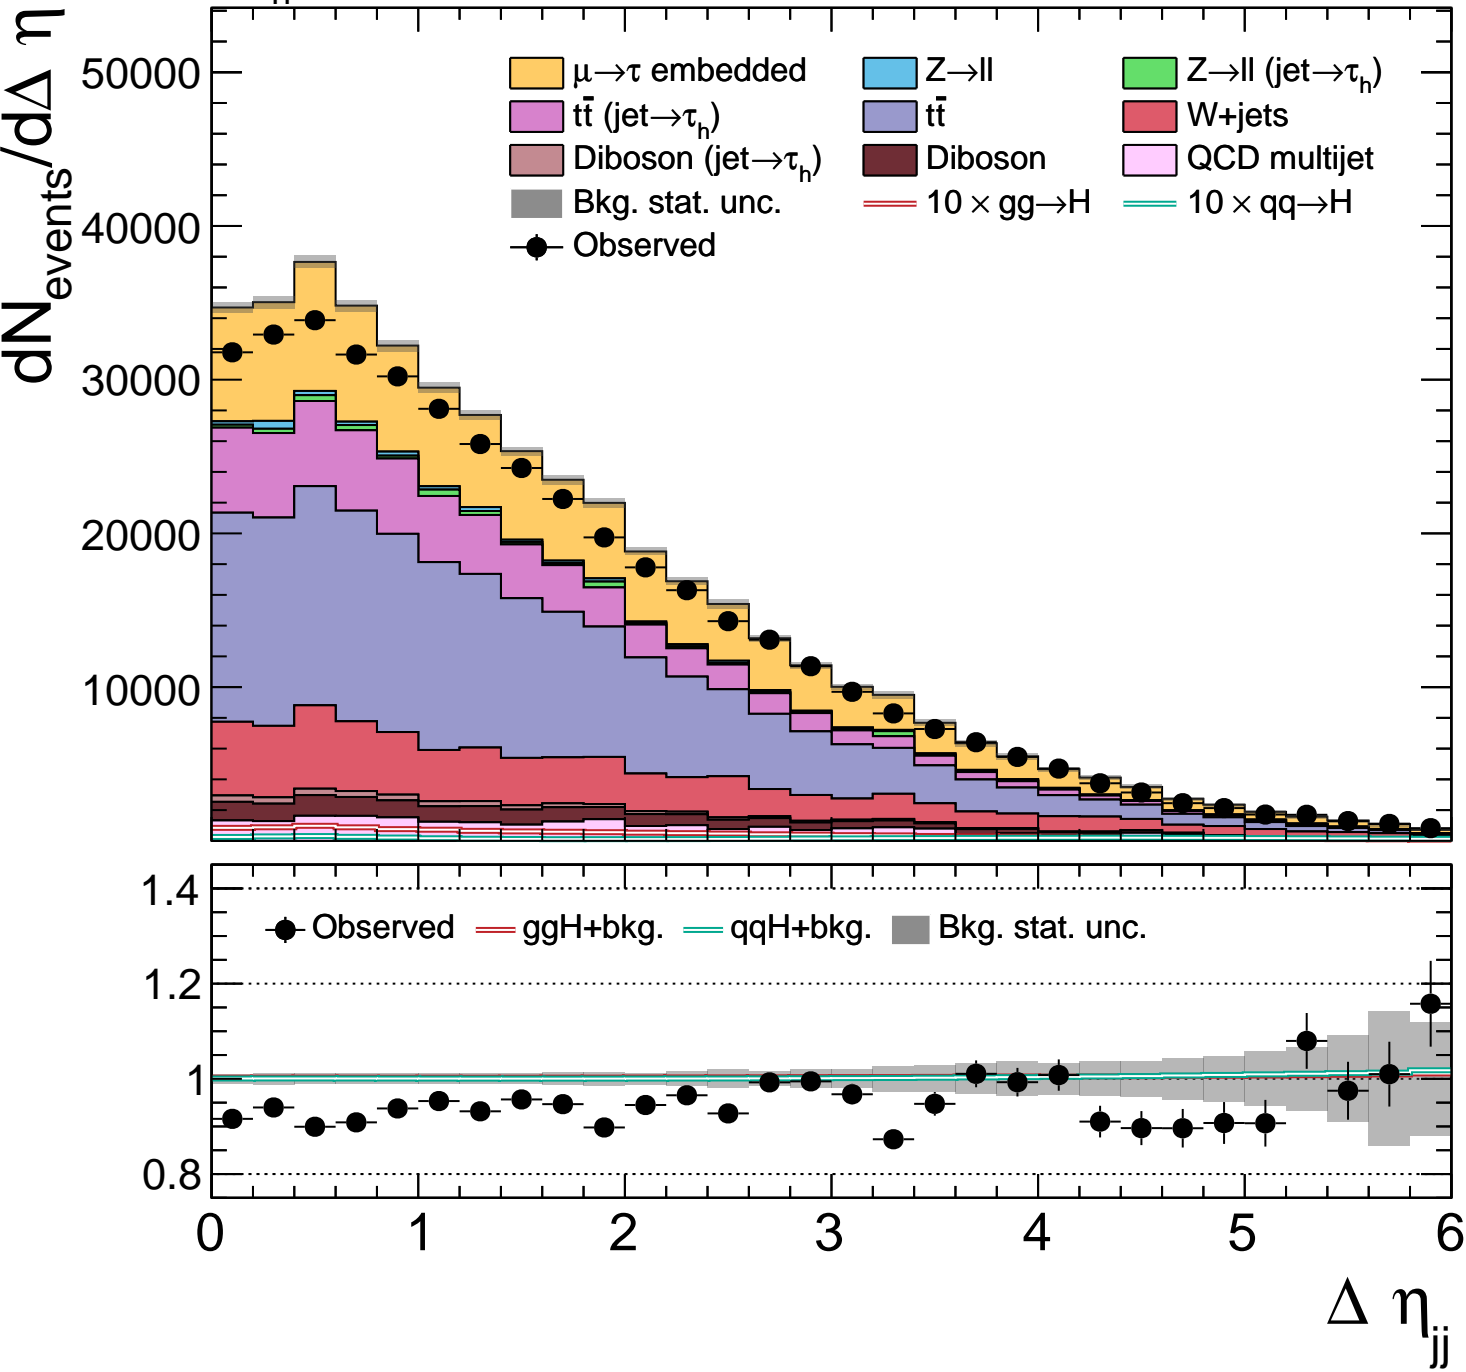 dN_events/dΔ η
50000
40000
30000
20000
10000
μ→τ embedded Z→ll Z→ll (jet→τ_h)
tt̄ (jet→τ_h) tt̄ W+jets
Diboson (jet→τ_h) Diboson QCD multijet
Bkg. stat. unc. 10 × gg→H 10 × qq→H
Observed
1.4
1.2
1
0.8
Observed ggH+bkg. qqH+bkg. Bkg. stat. unc.
0 1 2 3 4 5 6
Δ η_jj